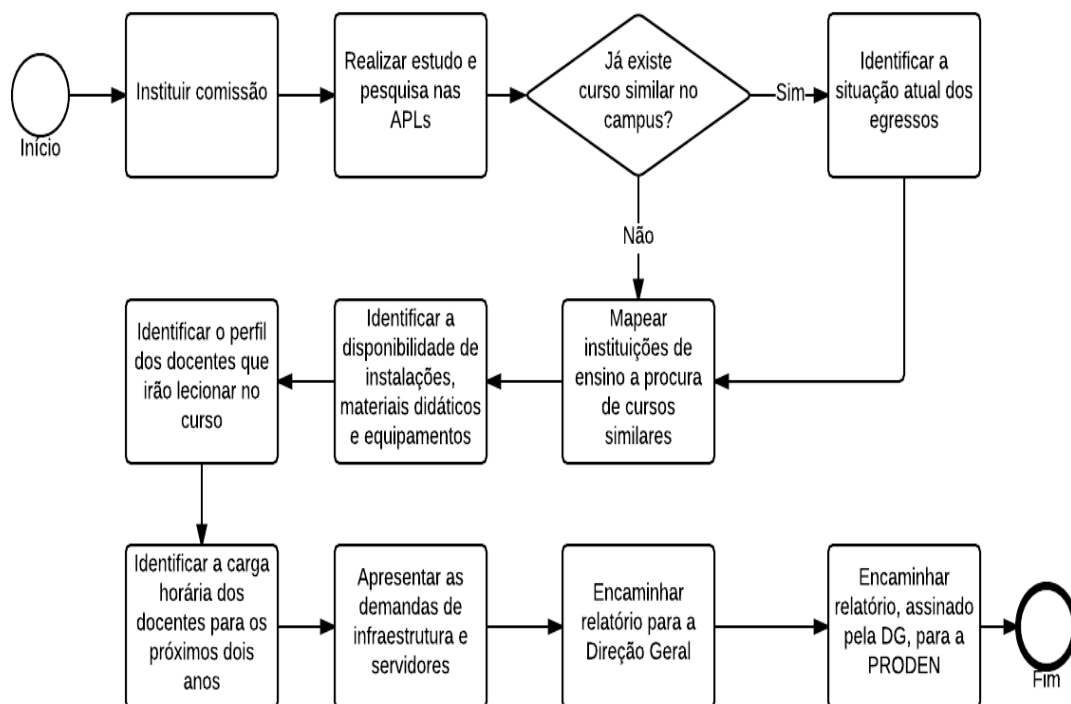 Início
Instituir comissão
Realizar estudo e
pesquisa nas
APLs
Já existe
curso similar no
campus?
Sim
Identificar a
situação atual dos
egressos
Não
Mapear
instituições de
ensino a procura
de cursos
similares
Identificar a
disponibilidade de
instalações,
materiais didáticos
e equipamentos
Identificar o perfil
dos docentes que
irão lecionar no
curso
Identificar a carga
horária dos
docentes para os
próximos dois
anos
Apresentar as
demandas de
infraestrutura e
servidores
Encaminhar
relatório para a
Direção Geral
Encaminhar
relatório, assinado
pela DG, para a
PRODEN
Fim